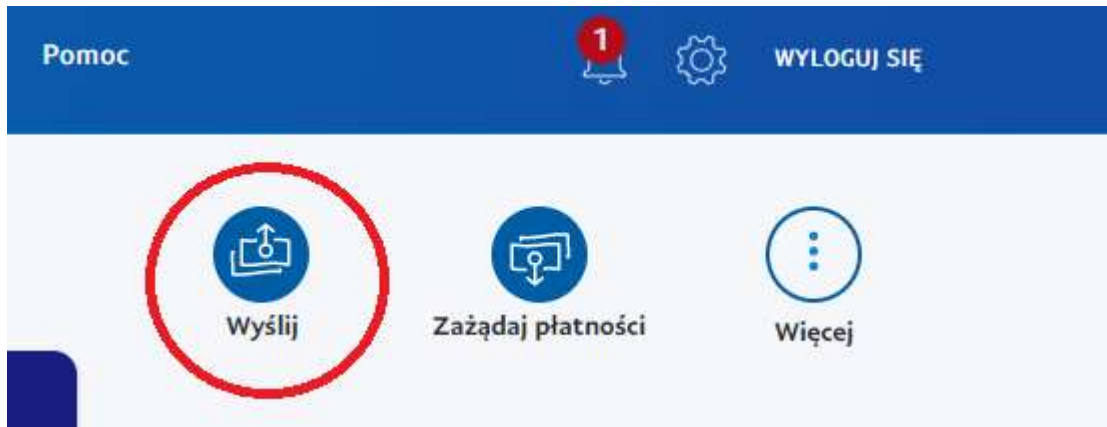 Pomoc
1
WYLOGUJ SIĘ
Wyślij
Zażądaj płatności
Więcej